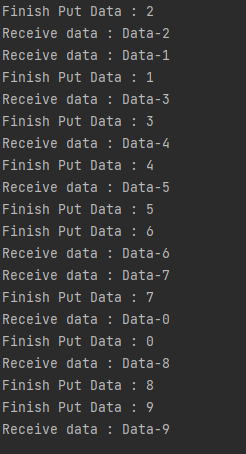 Finish Put Data : 2
Receive data : Data-2
Receive data : Data-1
Finish Put Data : 1
Receive data : Data-3
Finish Put Data : 3
Receive data : Data-4
Finish Put Data : 4
Receive data : Data-5
Finish Put Data : 5
Finish Put Data : 6
Receive data : Data-6
Receive data : Data-7
Finish Put Data : 7
Receive data : Data-0
Finish Put Data : 0
Receive data : Data-8
Finish Put Data : 8
Finish Put Data : 9
Receive data : Data-9